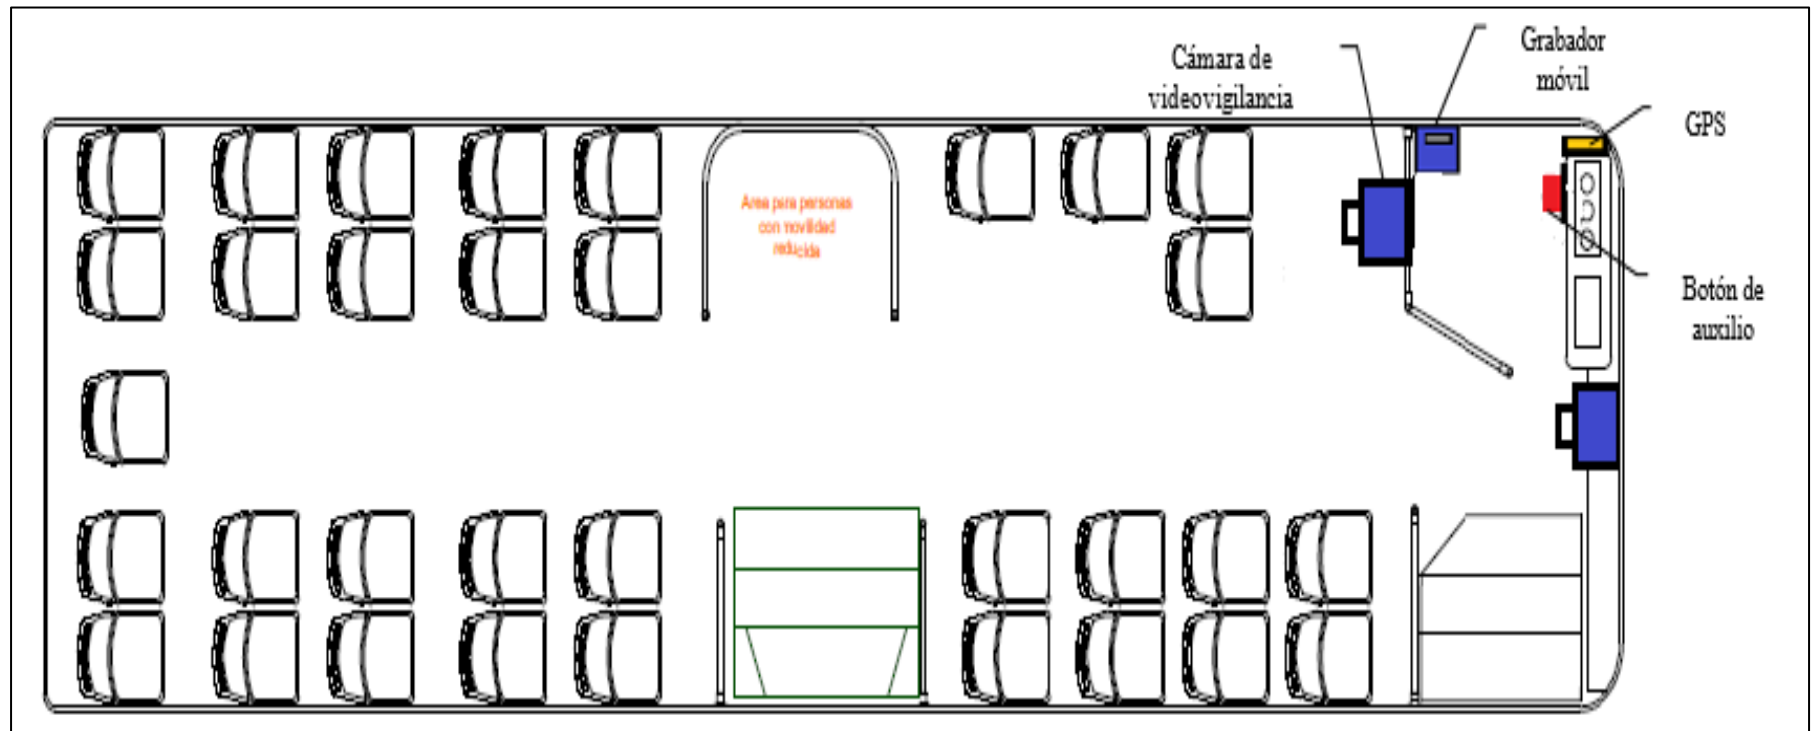 Cámara de
videovigilancia
Grabador
móvil
GPS
Area para personas
con movilidad
reducida
Botón de
auxilio